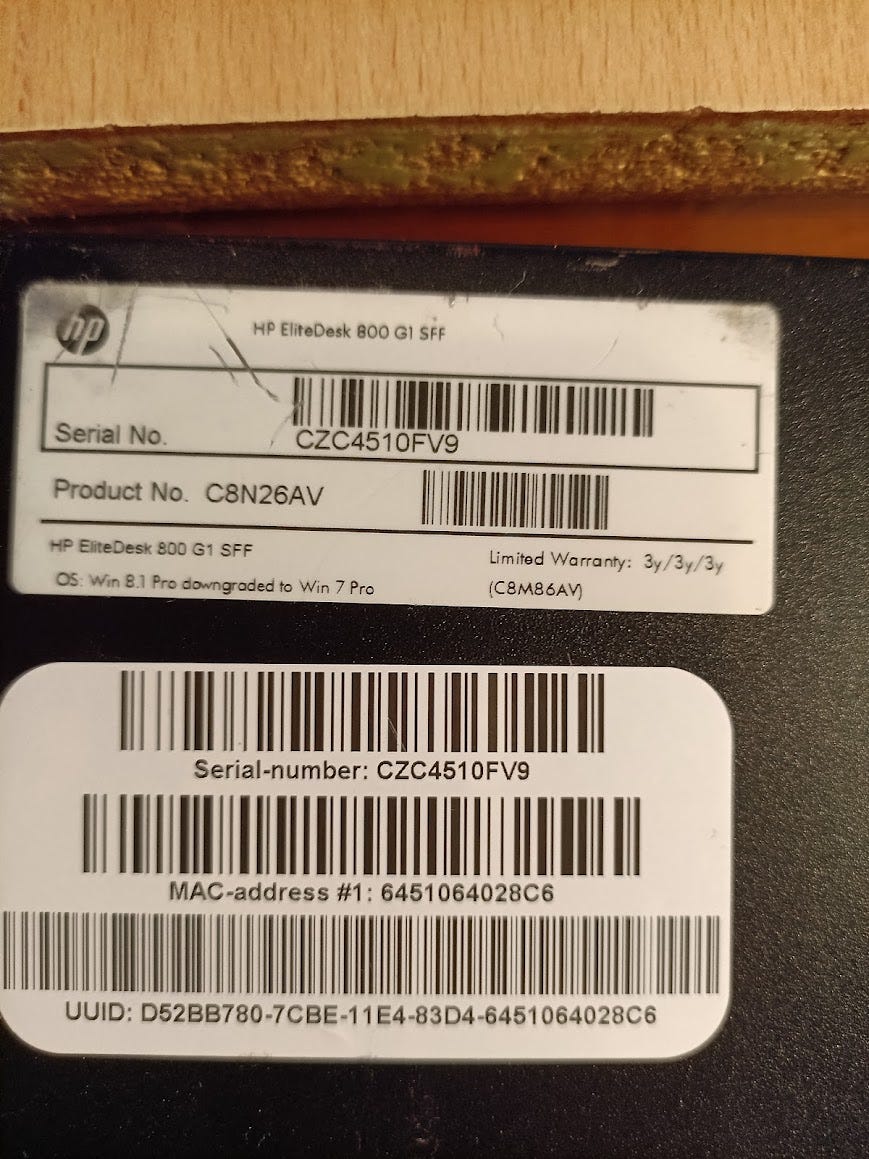 hp
HP EliteDesk 800 G1 SFF
Serial No.
CZC4510FV9
Product No. C8N26AV
HP EliteDesk 800 G1 SFF
Limited Warranty: 3y/3y/3y
OS: Win 8.1 Pro downgraded to Win 7 Pro
(C8M86AV)
Serial-number: CZC4510FV9
MAC-address #1: 6451064028C6
UUID: D52BB780-7CBE-11E4-83D4-6451064028C6